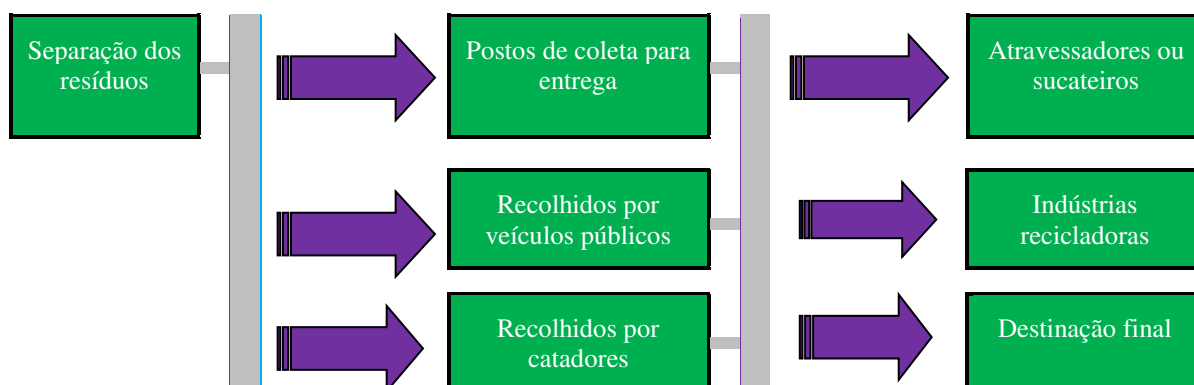 Separação dos
resíduos
Postos de coleta para
entrega
Atravessadores ou
sucateiros
Recolhidos por
veículos públicos
Indústrias
recicladoras
Recolhidos por
catadores
Destinação final